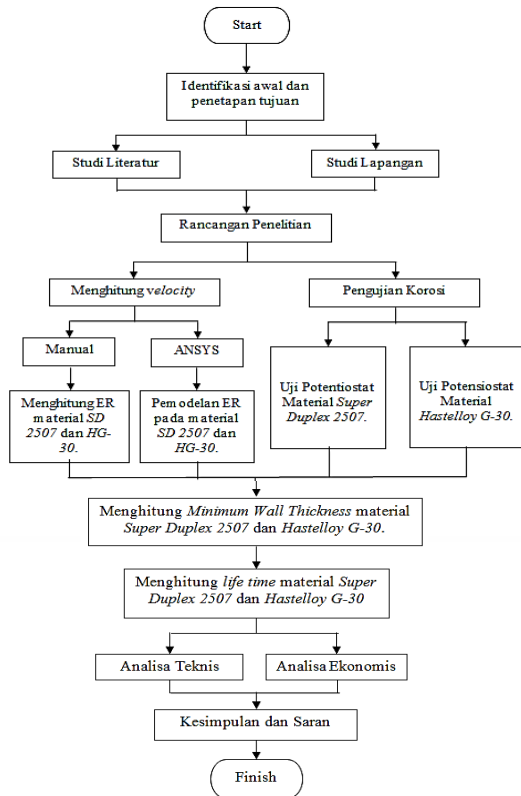 Start
Identifikasi awal dan
penetapan tujuan
Studi Literatur
Studi Lapangan
Rancangan Penelitian
Menghitung velocity
Pengujian Korosi
Manual
ANSYS
Menghitung ER
material SD
2507 dan HG-
30.
Pemodelan ER
pada material
SD 2507 dan
HG-30.
Uji Potentiostat
Material Super
Duplex 2507.
Uji Potensiostat
Material
Hastelloy G-30.
Menghitung Minimum Wall Thickness material
Super Duplex 2507 dan Hastelloy G-30.
Menghitung life time material Super
Duplex 2507 dan Hastelloy G-30
Analisa Teknis
Analisa Ekonomis
Kesimpulan dan Saran
Finish